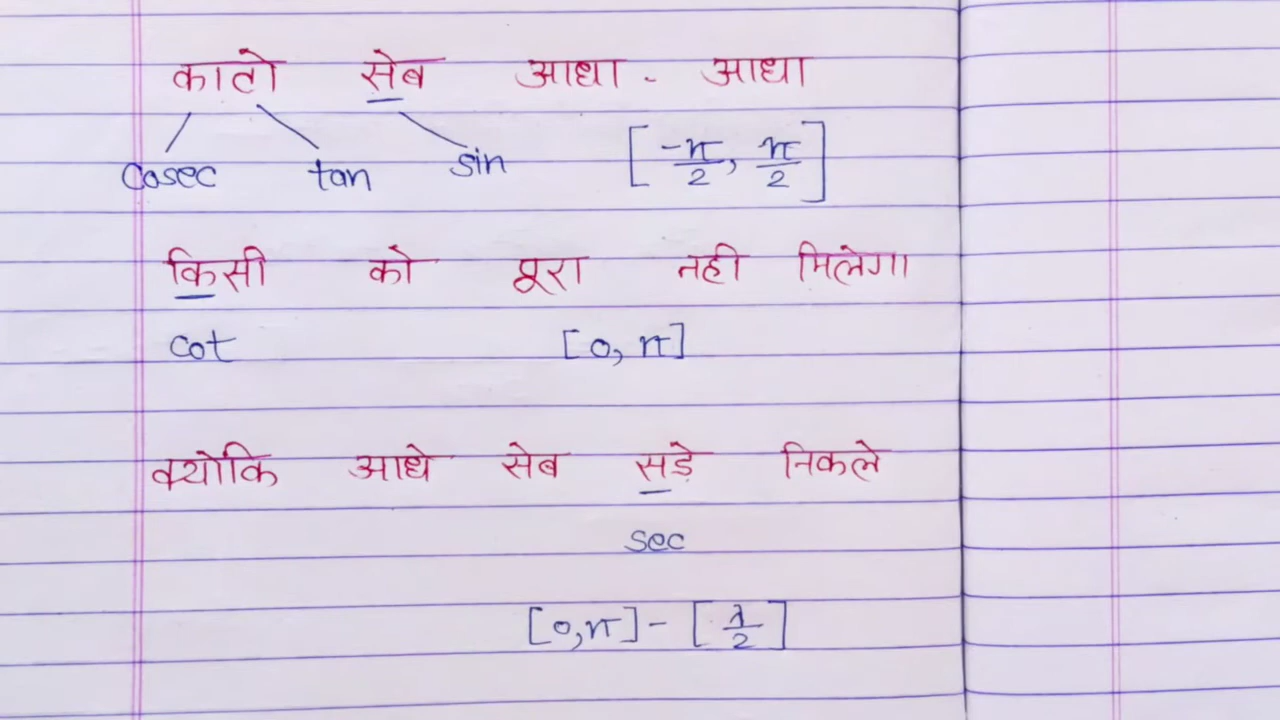 काटो सेब आधा - आधा
cosec tan sin [-π/2, π/2]
किसी को पूरा नही मिलेगा
cot [0, π]
क्योकि आधे सेब सड़े निकले
sec
[0,π] - [π/2]